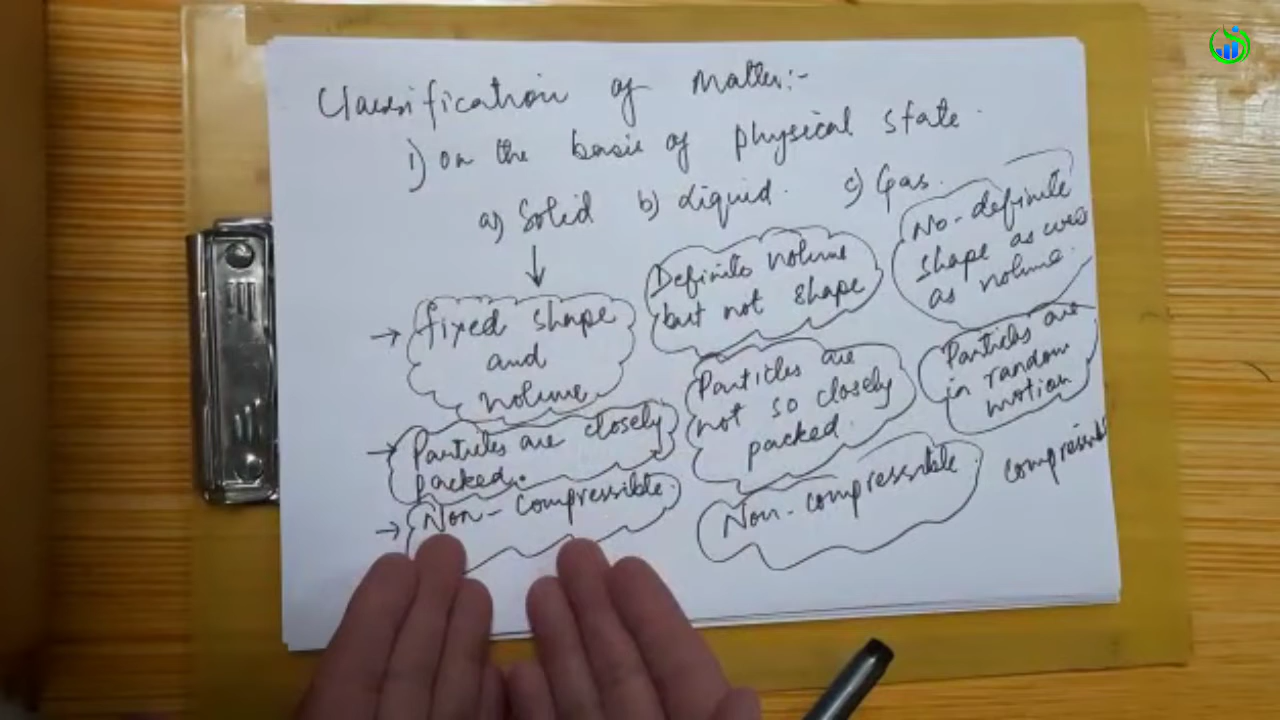 Classification of Matter:-
1) on the basis of physical state.
a) Solid b) Liquid. c) Gas.
fixed shape
and
volume
Definite volume
but not shape
No-definite
shape as well
as volume.
Particles are closely
packed.
Particles are
not so closely
packed.
Particles are
in random
motion
Non-compressible
Non-compressible
compressible